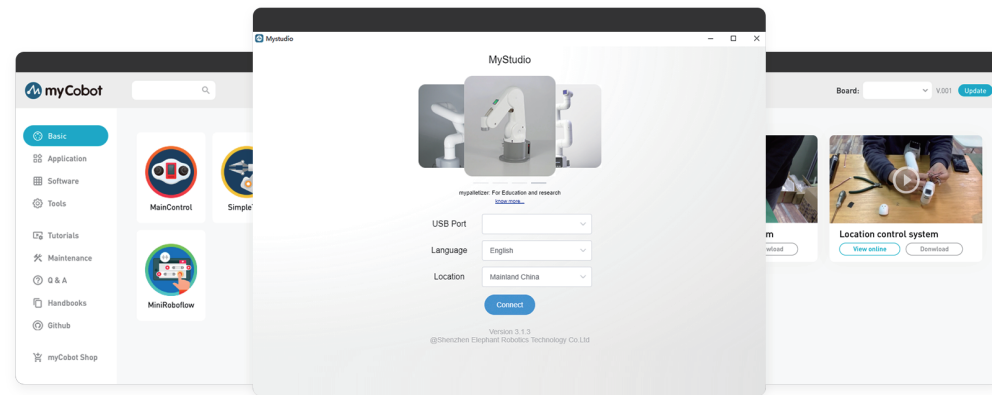 Mystudio
MyStudio
mypalletizer: For Education and research
know more...
USB Port
Language English
Location Mainland China
Connect
Version 3.1.3
@Shenzhen Elephant Robotics Technology Co.Ltd
myCobot
Board:
V.001
Update
Basic
Application
Software
Tools
Tutorials
Maintenance
Q & A
Handbooks
Github
myCobot Shop
MainControl
MiniRoboflow
Location control system
View online
Donwload